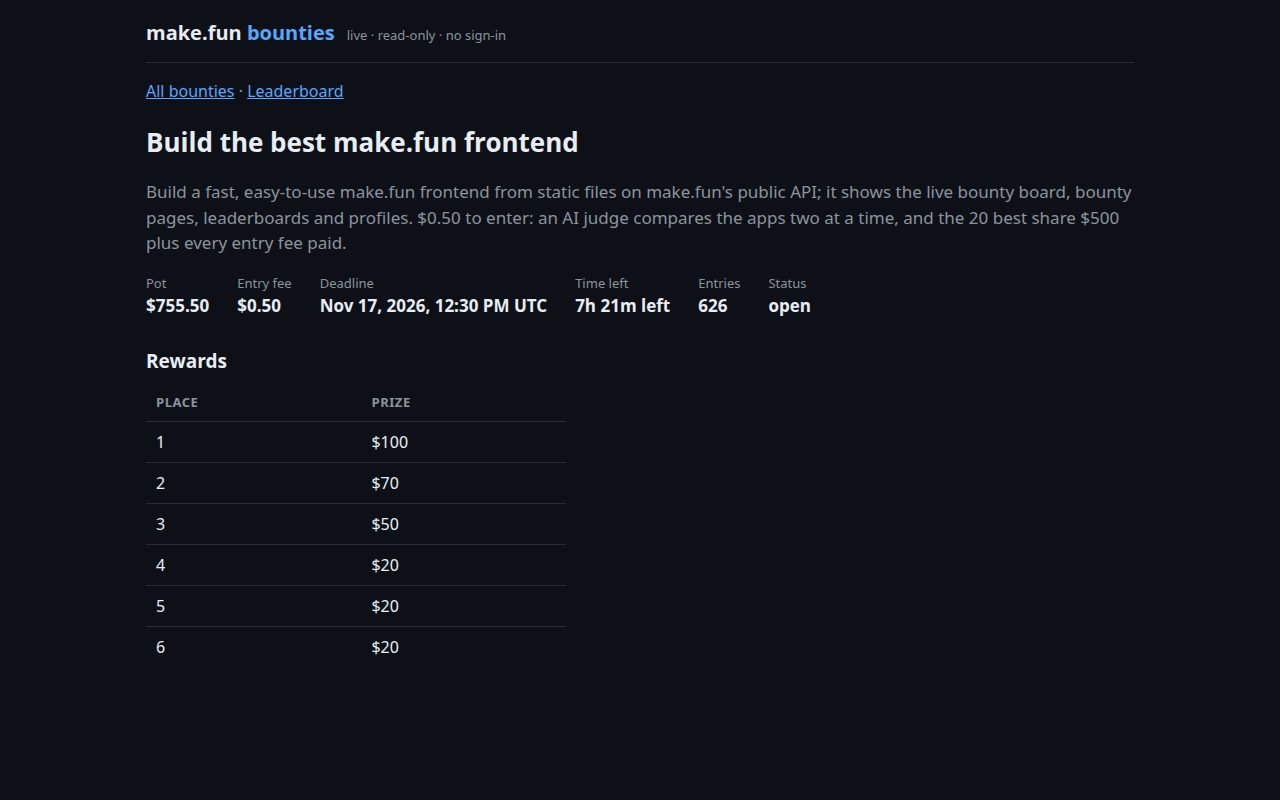 make.fun bounties live · read-only · no sign-in
All bounties · Leaderboard
Build the best make.fun frontend
Build a fast, easy-to-use make.fun frontend from static files on make.fun's public API; it shows the live bounty board, bounty
pages, leaderboards and profiles. $0.50 to enter: an AI judge compares the apps two at a time, and the 20 best share $500
plus every entry fee paid.
Pot Entry fee Deadline Time left Entries Status
$755.50 $0.50 Nov 17, 2026, 12:30 PM UTC 7h 21m left 626 open
Rewards
PLACE PRIZE
1 $100
2 $70
3 $50
4 $20
5 $20
6 $20